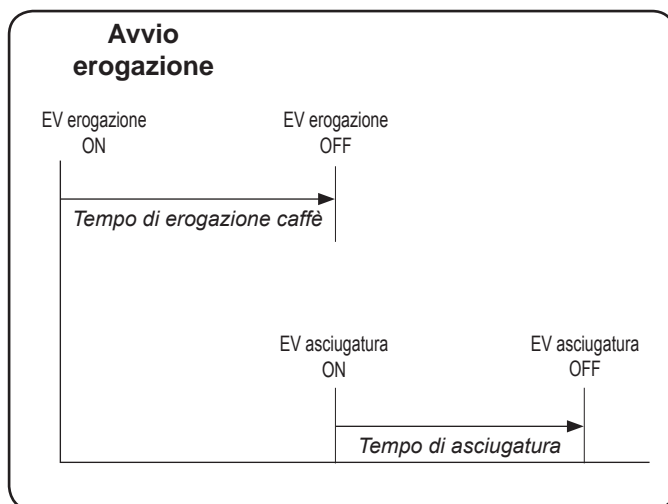 Avvio
erogazione
EV erogazione
ON
EV erogazione
OFF
Tempo di erogazione caffè
EV asciugatura
ON
EV asciugatura
OFF
Tempo di asciugatura